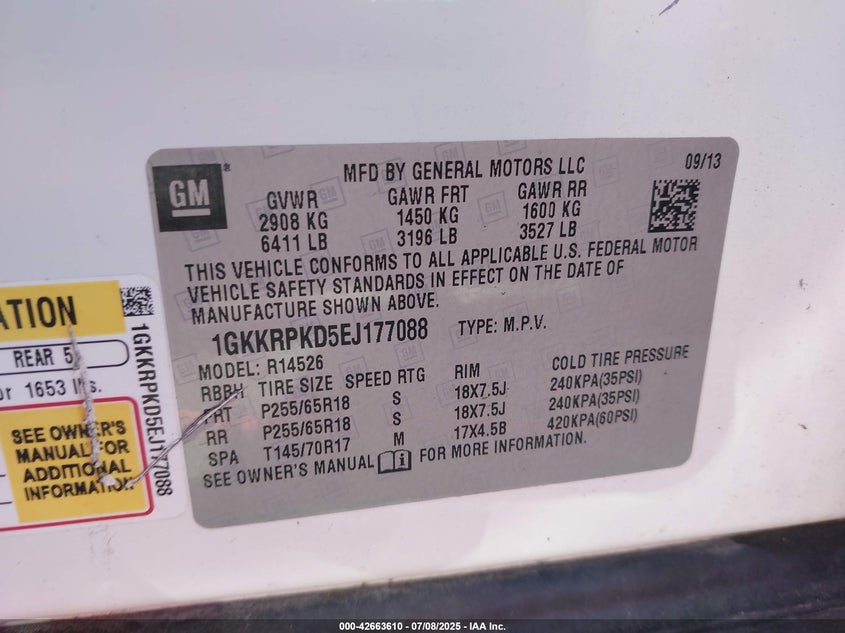 GM
MFD BY GENERAL MOTORS LLC 09/13
GVWR GAWR FRT GAWR RR
2908 KG 1450 KG 1600 KG
6411 LB 3196 LB 3527 LB
THIS VEHICLE CONFORMS TO ALL APPLICABLE U.S. FEDERAL MOTOR
VEHICLE SAFETY STANDARDS IN EFFECT ON THE DATE OF
MANUFACTURE SHOWN ABOVE.
1GKKRPKD5EJ177088 TYPE: M.P.V.
MODEL: R14526
RBRH TIRE SIZE SPEED RTG RIM COLD TIRE PRESSURE
FRT P255/65R18 S 18X7.5J 240KPA(35PSI)
RR P255/65R18 S 18X7.5J 240KPA(35PSI)
SPA T145/70R17 M 17X4.5B 420KPA(60PSI)
SEE OWNER'S MANUAL FOR MORE INFORMATION.
ATION
REAR 5
or 1653 lbs.
SEE OWNER'S
MANUAL FOR
ADDITIONAL
INFORMATION
1GKKRPKD5EJ177088
000-42663610 - 07/08/2025 - IAA Inc.